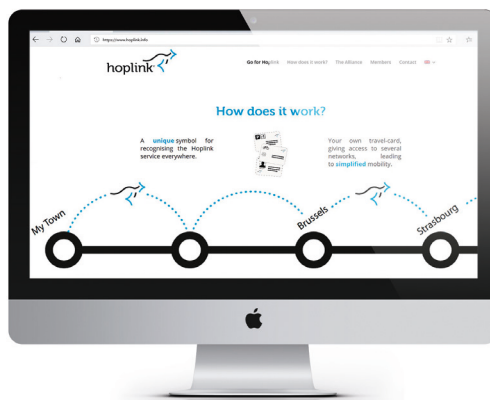 https://www.hoplink.info
hoplink
Go for Hoplink How does it work? The Alliance Members Contact
How does it work?
A unique symbol for
recognising the Hoplink
service everywhere.
Your own travel-card,
giving access to several
networks, leading
to simplified mobility.
My Town
Brussels
Strasbourg